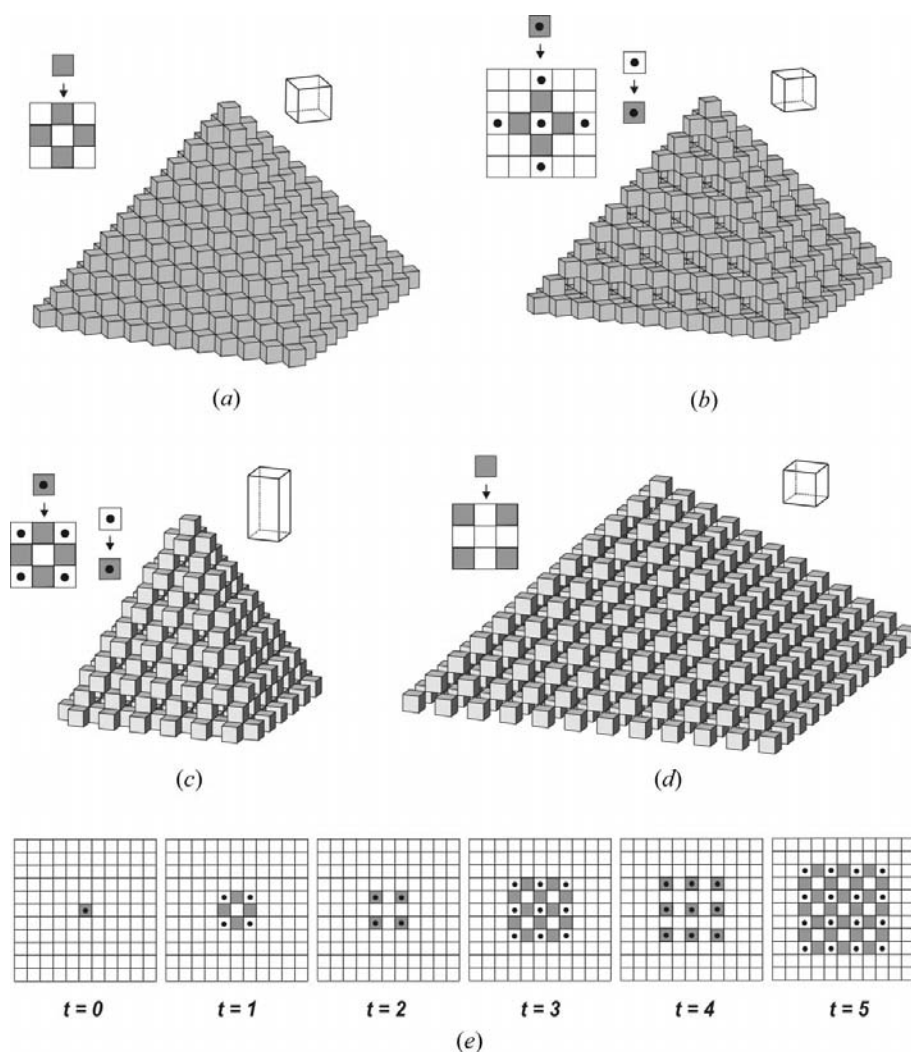 (a)
(b)
(c)
(d)
t = 0
t = 1
t = 2
t = 3
t = 4
t = 5
(e)